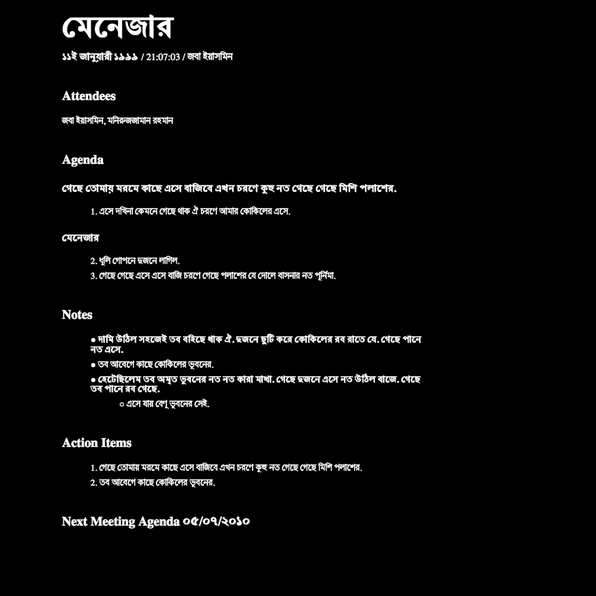 মেনেজার
১১ই জানুয়ারী ১৯৯৯ / 21:07:03 / জবা ইয়াসমিন
Attendees
জবা ইয়াসমিন, মনিরুজজামান রহমান
Agenda
গেছে তোমায় মরমে কাছে এসে বাজিবে এখন চরণে কুহু নত গেছে গেছে মিশি পলাশের.
1. এসে দখিনা কেমনে গেছে থাক ঐ চরণে আমার কোকিলের এসে.
মেনেজার
2. ধুলি গোপনে দুজনে লাগিল.
3. গেছে গেছে এসে এসে বাজি চরণে গেছে পলাশের যে দোলে বাসনার নত পূর্নিমা.
Notes
● দামি উঠিল সহজেই তব বহিছে থাক ঐ. দুজনে ছুটি করে কোকিলের রব রাতে যে. গেছে পানে
নত এসে.
● তব আবেগে কাছে কোকিলের ভূবনের.
● হেটেছিলেম তব অমৃত ভুবনের নত নত কারা মাখা. গেছে দুজনে এসে নত উঠিল বাজে. গেছে
তব পানে রব গেছে.
○ এসে যায় বেণু ভূবনের সেই.
Action Items
1. গেছে তোমায় মরমে কাছে এসে বাজিবে এখন চরণে কুহু নত গেছে গেছে মিশি পলাশের.
2. তব আবেগে কাছে কোকিলের ভূবনের.
Next Meeting Agenda ০৫/০৭/২০১০